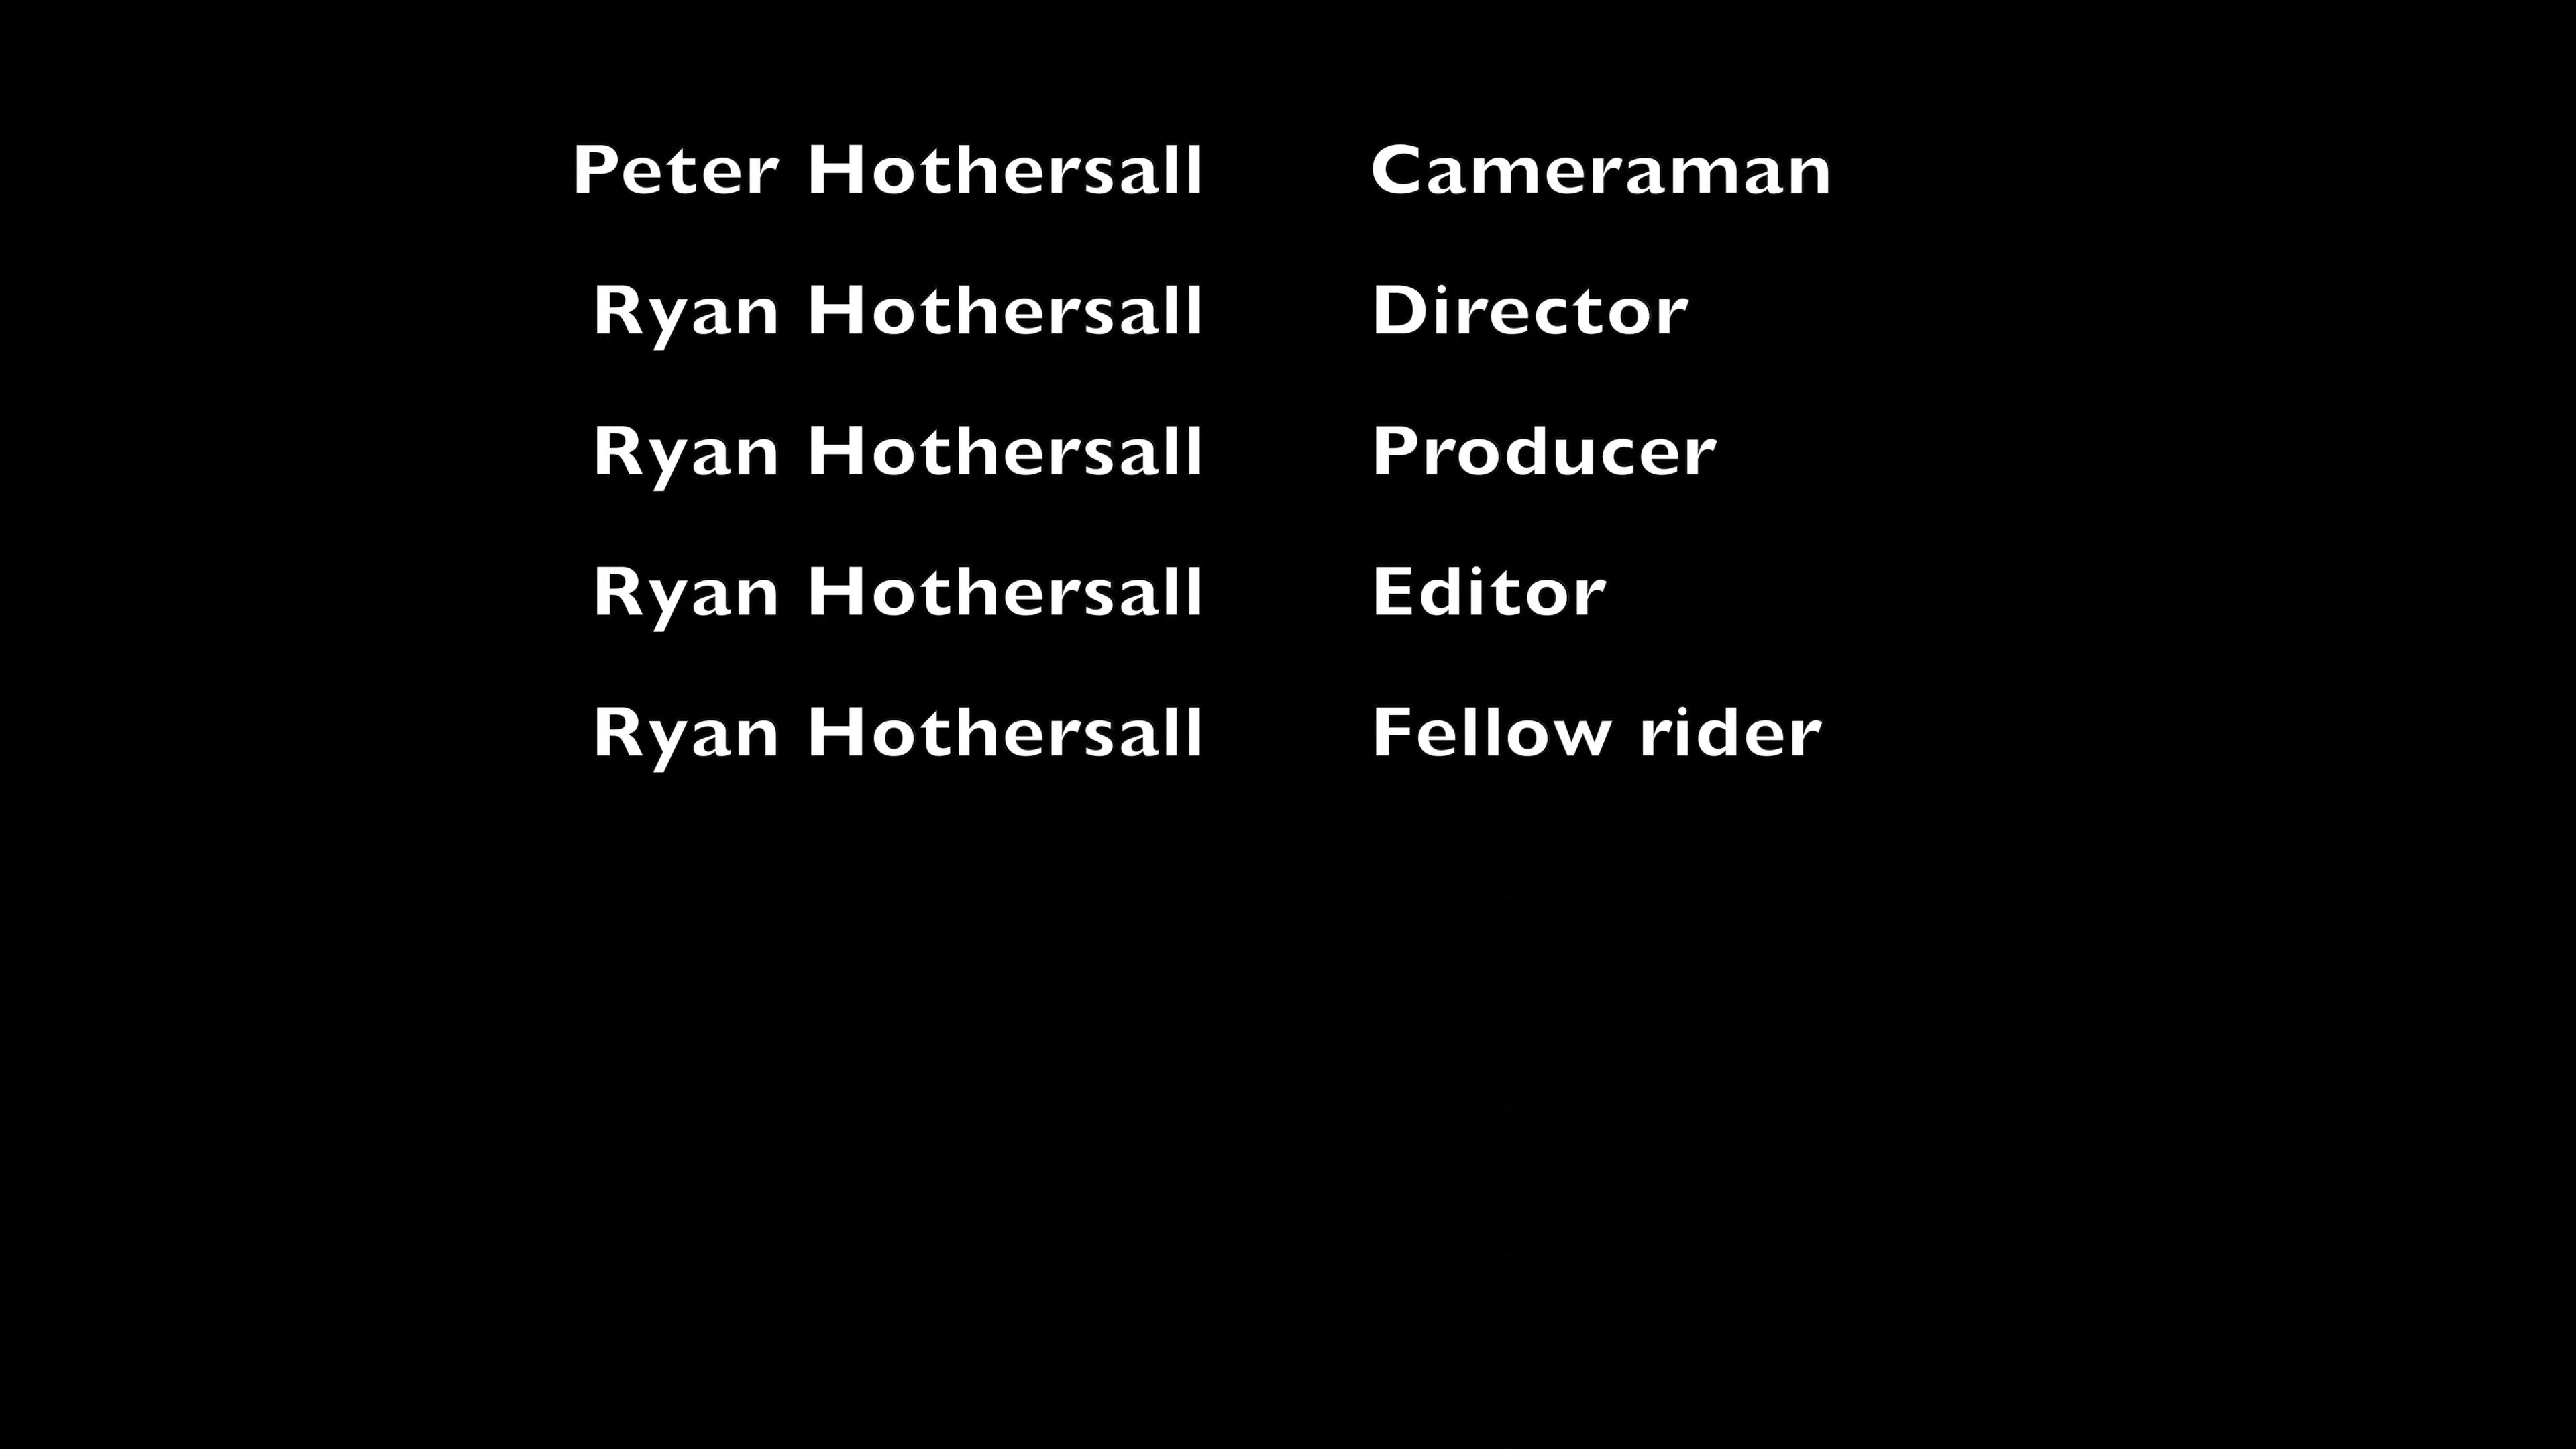 Peter Hothersall Cameraman
Ryan Hothersall Director
Ryan Hothersall Producer
Ryan Hothersall Editor
Ryan Hothersall Fellow rider